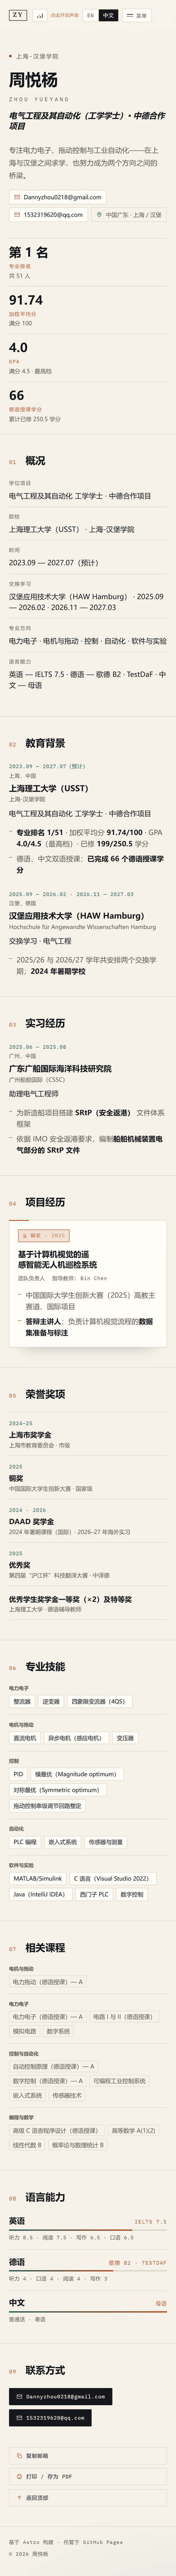 ZY
点击开启声音
EN
中文
菜单
上海-汉堡学院
周悦杨
ZHOU YUEYANG
电气工程及其自动化（工学学士）· 中德合作
项目
专注电力电子、拖动控制与工业自动化——在上
海与汉堡之间求学，也努力成为两个方向之间的
桥梁。
Dannyzhou0218@gmail.com
1532319620@qq.com
中国广东 · 上海 / 汉堡
第 1 名
专业排名
共 51 人
91.74
加权平均分
满分 100
4.0
GPA
满分 4.5 · 最高档
66
德语授课学分
累计已修 250.5 学分
01 概况
学位项目
电气工程及其自动化 工学学士 · 中德合作项目
院校
上海理工大学（USST） · 上海-汉堡学院
时间
2023.09 — 2027.07（预计）
交换学习
汉堡应用技术大学（HAW Hamburg） · 2025.09
— 2026.02 · 2026.11 — 2027.03
专业方向
电力电子 · 电机与拖动 · 控制 · 自动化 · 软件与实验
语言能力
英语 — IELTS 7.5 · 德语 — 歌德 B2 · TestDaF · 中
文 — 母语
02 教育背景
2023.09 — 2027.07（预计）
上海，中国
上海理工大学（USST）
上海-汉堡学院
电气工程及其自动化 工学学士 · 中德合作项目
– 专业排名 1/51 · 加权平均分 91.74/100 · GPA
4.0/4.5（最高档）· 已修 199/250.5 学分
– 德语、中文双语授课；已完成 66 个德语授课学
分
2025.09 — 2026.02 · 2026.11 — 2027.03
汉堡，德国
汉堡应用技术大学（HAW Hamburg）
Hochschule für Angewandte Wissenschaften Hamburg
交换学习 · 电气工程
– 2025/26 与 2026/27 学年共安排两个交换学
期；2024 年暑期学校
03 实习经历
2025.06 — 2025.08
广州，中国
广东广船国际海洋科技研究院
广州船舶国际（CSSC）
助理电气工程师
– 为新造船项目搭建 SRtP（安全返港） 文件体系
框架
– 依据 IMO 安全返港要求，编制船舶机械装置电
气部分的 SRtP 文件
04 项目经历
铜奖 · 2025
基于计算机视觉的遥
感智能无人机巡检系统
团队负责人 指导教师：Bin Chen
– 中国国际大学生创新大赛（2025）高教主
赛道，国际项目
– 答辩主讲人；负责计算机视觉流程的数据
集准备与标注
05 荣誉奖项
2024–25
上海市奖学金
上海市教育委员会 · 市级
2025
铜奖
中国国际大学生创新大赛 · 国家级
2024 · 2026
DAAD 奖学金
2024 年暑期课程（国际）· 2026–27 年海外实习
2025
优秀奖
第四届“沪江杯”科技翻译大赛 · 中译德
优秀学生奖学金一等奖（×2）及特等奖
上海理工大学 · 德语辅导教师
06 专业技能
电力电子
整流器
逆变器
四象限变流器（4QS）
电机与拖动
直流电机
异步电机（感应电机）
变压器
控制
PID
模最优（Magnitude optimum）
对称最优（Symmetric optimum）
拖动控制串级调节回路整定
自动化
PLC 编程
嵌入式系统
传感器与测量
软件与实验
MATLAB/Simulink
C 语言（Visual Studio 2022）
Java（IntelliJ IDEA）
西门子 PLC
数字控制
07 相关课程
电机与拖动
电力拖动（德语授课）— A
电力电子
电力电子（德语授课）— A
电路 I 与 II（德语授课）
模拟电路
数字系统
控制与自动化
自动控制原理（德语授课）— A
数字控制（德语授课）— A
可编程工业控制系统
嵌入式系统
传感器技术
编程与数学
高级 C 语言程序设计（德语授课）
高等数学 A(1)(2)
线性代数 B
概率论与数理统计 B
08 语言能力
英语
IELTS 7.5
听力 8.5 · 阅读 7.5 · 写作 6.5 · 口语 6.5
德语
歌德 B2 · TESTDAF
听力 4 · 口语 4 · 阅读 4 · 写作 3
中文
母语
普通话 · 粤语
09 联系方式
Dannyzhou0218@gmail.com
1532319620@qq.com
复制邮箱
打印 / 存为 PDF
返回顶部
基于 Astro 构建 · 托管于 GitHub Pages
© 2026 周悦杨